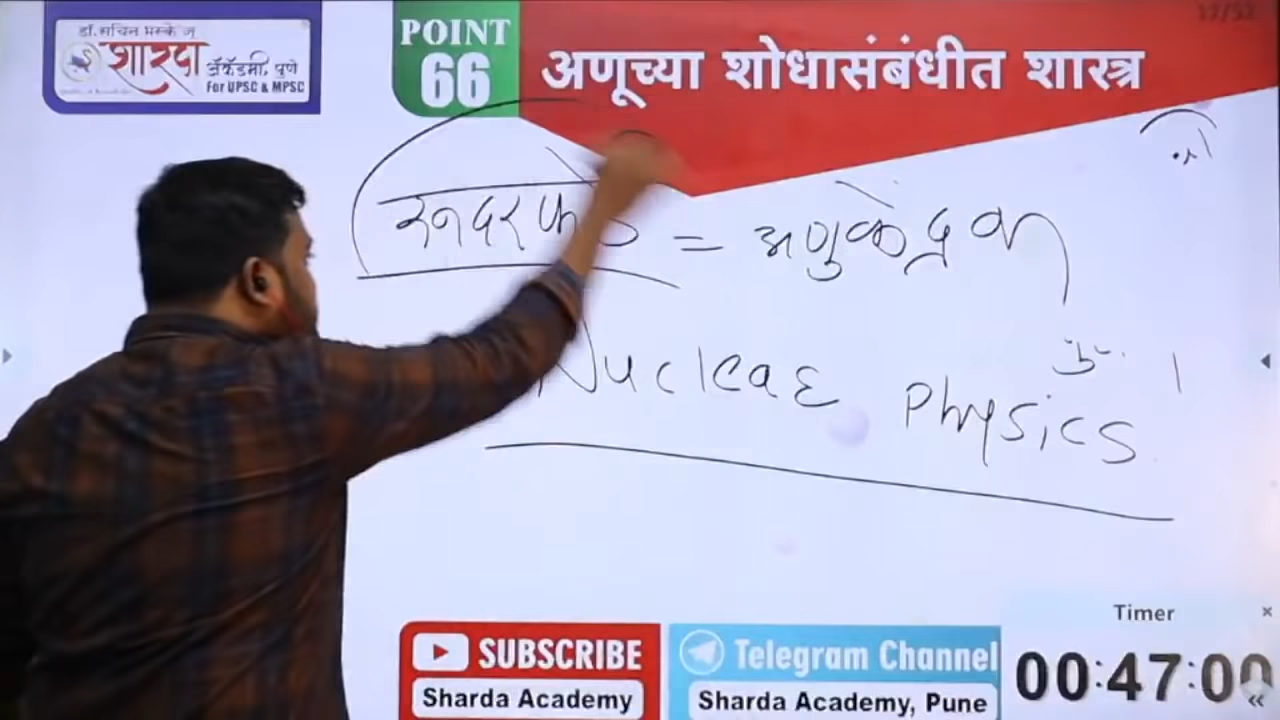 डॉ.सचिन भस्के
शारदा
ॲकॅडमी, पुणे
For UPSC & MPSC
POINT
66
अणूच्या शोधासंबंधीत शास्त्र
= अणुकेंद्रक
Nuclear Physics
SUBSCRIBE
Sharda Academy
Telegram Channel
Sharda Academy, Pune
Timer
00:47:00